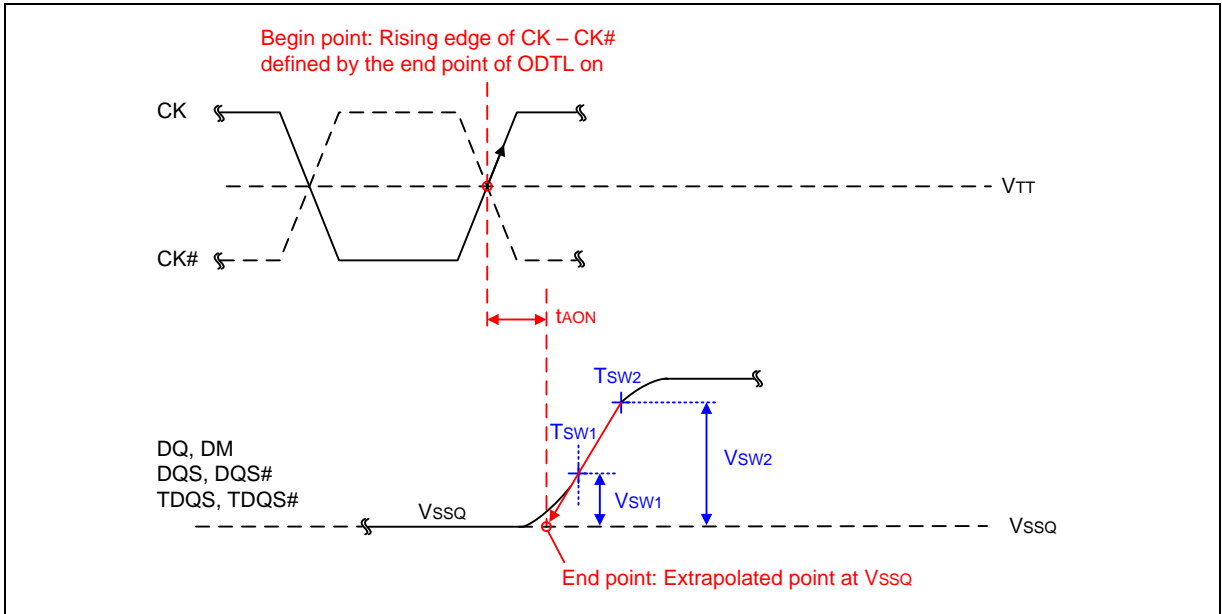 Begin point: Rising edge of CK – CK#
defined by the end point of ODTL on
CK
VTT
CK#
tAON
TSW2
TSW1
DQ, DM
DQS, DQS#
TDQS, TDQS#
VSW2
VSW1
VSSQ
VSSQ
End point: Extrapolated point at VSSQ